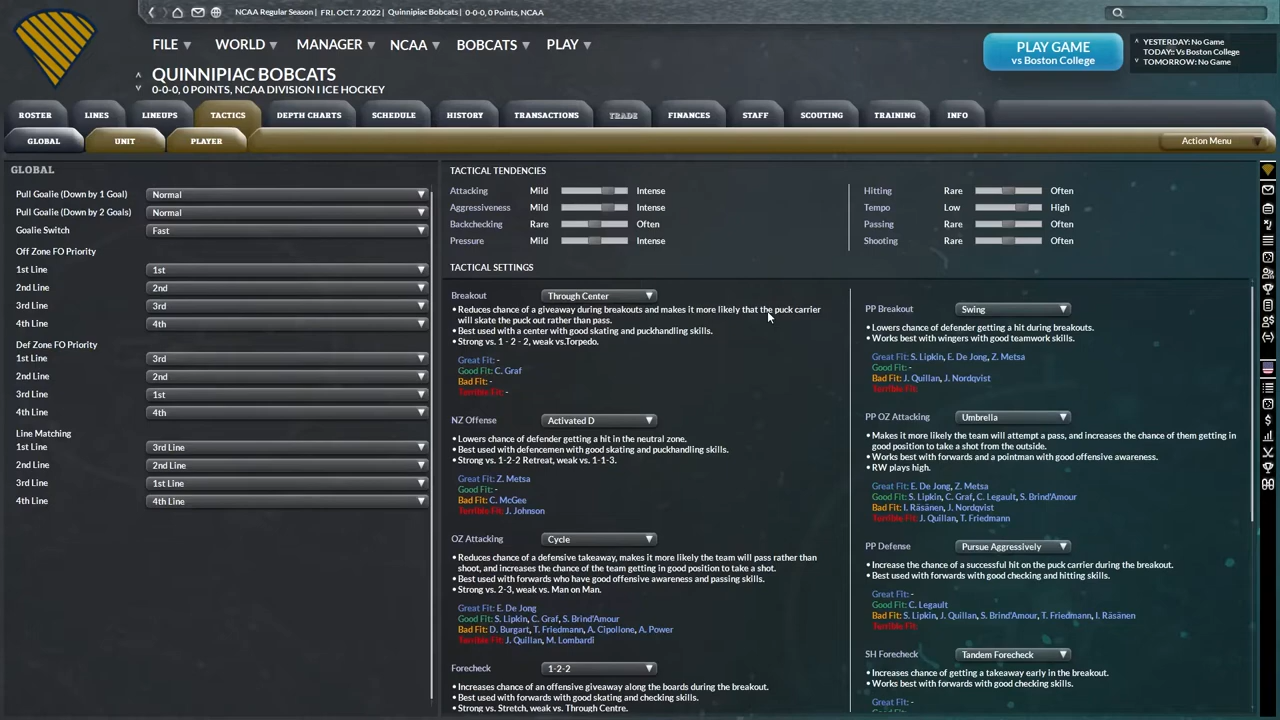 NCAA Regular Season | FRI. OCT. 7 2022 | Quinnipiac Bobcats | 0-0-0, 0 Points, NCAA
FILE WORLD MANAGER NCAA BOBCATS PLAY
PLAY GAME
vs Boston College
YESTERDAY: No Game
TODAY: Vs Boston College
TOMORROW: No Game
QUINNIPIAC BOBCATS
0-0-0, 0 POINTS, NCAA DIVISION I ICE HOCKEY
ROSTER LINES LINEUPS TACTICS DEPTH CHARTS SCHEDULE HISTORY TRANSACTIONS TRADE FINANCES STAFF SCOUTING TRAINING INFO
GLOBAL UNIT PLAYER Action Menu
GLOBAL
Pull Goalie (Down by 1 Goal) Normal
Pull Goalie (Down by 2 Goals) Normal
Goalie Switch Fast
Off Zone FO Priority
1st Line 1st
2nd Line 2nd
3rd Line 3rd
4th Line 4th
Def Zone FO Priority
1st Line 3rd
2nd Line 2nd
3rd Line 1st
4th Line 4th
Line Matching
1st Line 3rd Line
2nd Line 2nd Line
3rd Line 1st Line
4th Line 4th Line
TACTICAL TENDENCIES
Attacking Mild Intense
Aggressiveness Mild Intense
Backchecking Rare Often
Pressure Mild Intense
Hitting Rare Often
Tempo Low High
Passing Rare Often
Shooting Rare Often
TACTICAL SETTINGS
Breakout Through Center
• Reduces chance of a giveaway during breakouts and makes it more likely that the puck carrier
will skate the puck out rather than pass.
• Best used with a center with good skating and puckhandling skills.
• Strong vs. 1 - 2 - 2, weak vs.Torpedo.
Great Fit: -
Good Fit: C. Graf
Bad Fit: -
Terrible Fit: -
NZ Offense Activated D
• Lowers chance of defender getting a hit in the neutral zone.
• Best used with defencemen with good skating and puckhandling skills.
• Strong vs. 1-2-2 Retreat, weak vs. 1-1-3.
Great Fit: Z. Metsa
Good Fit: -
Bad Fit: C. McGee
Terrible Fit: J. Johnson
OZ Attacking Cycle
• Reduces chance of a defensive takeaway, makes it more likely the team will pass rather than
shoot, and increases the chance of the team getting in good position to take a shot.
• Best used with forwards who have good offensive awareness and passing skills.
• Strong vs. 2-3, weak vs. Man on Man.
Great Fit: E. De Jong
Good Fit: S. Lipkin, C. Graf, S. Brind'Amour
Bad Fit: D. Burgart, T. Friedmann, A. Cipollone, A. Power
Terrible Fit: J. Quillan, M. Lombardi
Forecheck 1-2-2
• Increases chance of an offensive giveaway along the boards during the breakout.
• Best used with forwards with good skating and checking skills.
• Strong vs. Stretch, weak vs. Through Centre.
PP Breakout Swing
• Lowers chance of defender getting a hit during breakouts.
• Works best with wingers with good teamwork skills.
Great Fit: S. Lipkin, E. De Jong, Z. Metsa
Good Fit: -
Bad Fit: J. Quillan, J. Nordqvist
Terrible Fit:
PP OZ Attacking Umbrella
• Makes it more likely the team will attempt a pass, and increases the chance of them getting in
good position to take a shot from the outside.
• Works best with forwards and a pointman with good offensive awareness.
• RW plays high.
Great Fit: E. De Jong, Z. Metsa
Good Fit: S. Lipkin, C. Graf, C. Legault, S. Brind'Amour
Bad Fit: I. Räsänen, J. Nordqvist
Terrible Fit: J. Quillan, T. Friedmann
PP Defense Pursue Aggressively
• Increase the chance of a successful hit on the puck carrier during the breakout.
• Best used with forwards with good checking and hitting skills.
Great Fit: -
Good Fit: C. Legault
Bad Fit: S. Lipkin, J. Quillan, S. Brind'Amour, T. Friedmann, I. Räsänen
Terrible Fit:
SH Forecheck Tandem Forecheck
• Increases chance of getting a takeaway early in the breakout.
• Works best with forwards with good checking skills.
Great Fit: -